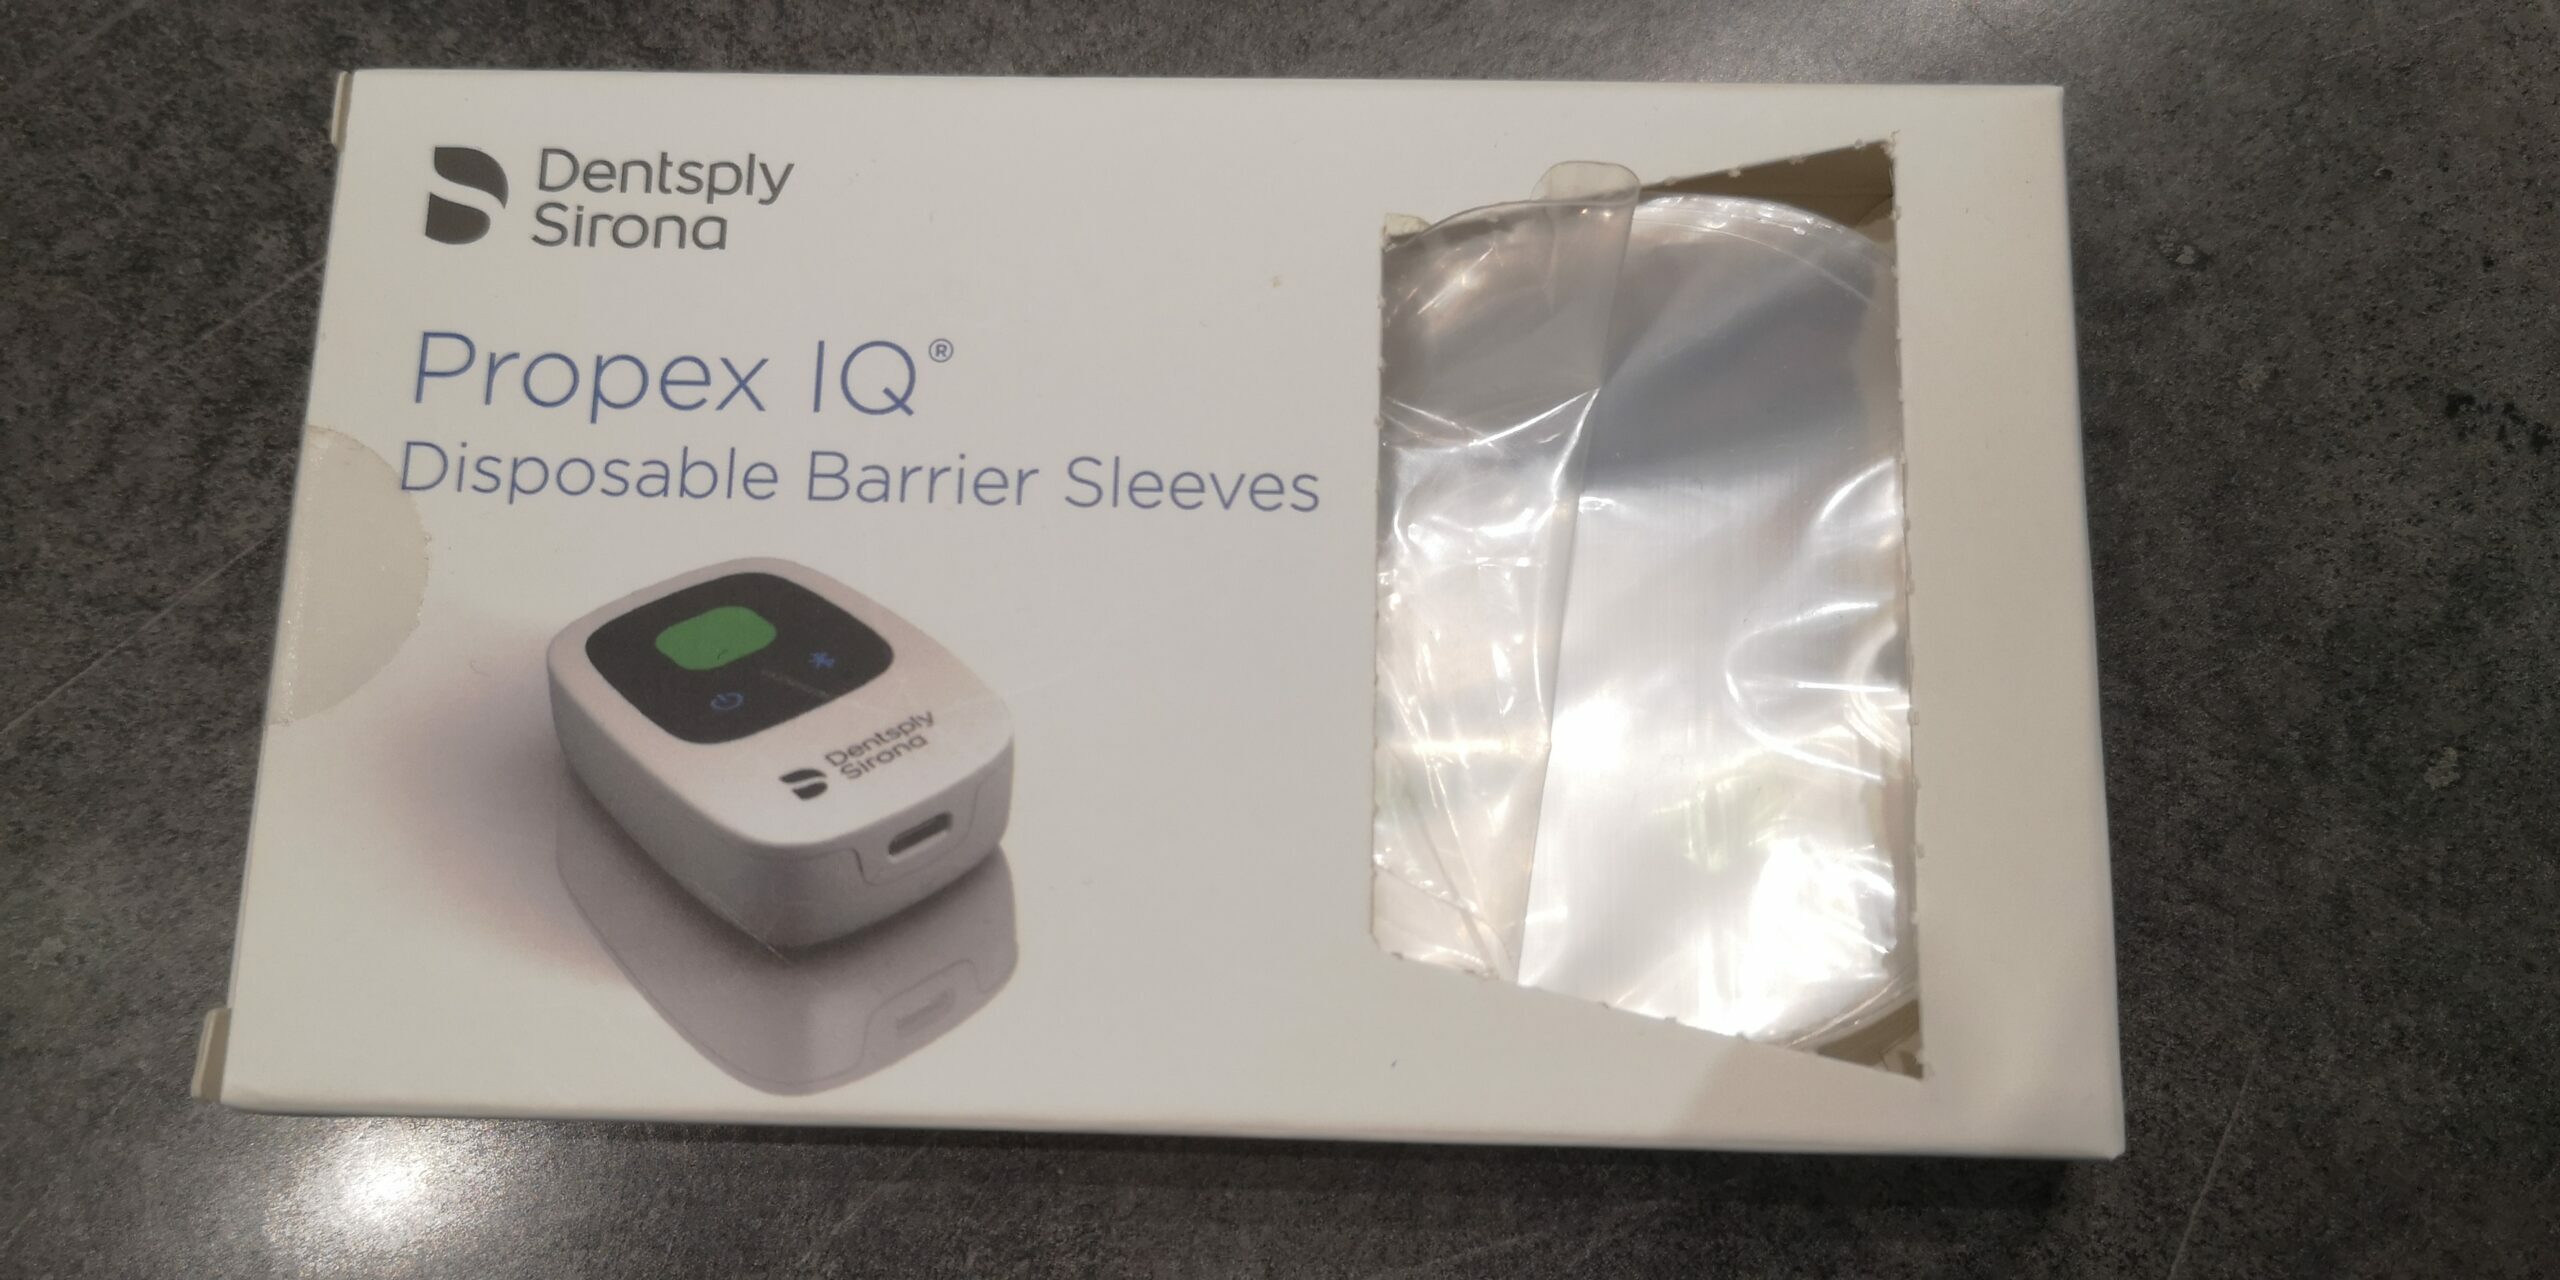 Dentsply
Sirona
Propex IQ®
Disposable Barrier Sleeves
Dentsply
Sirona